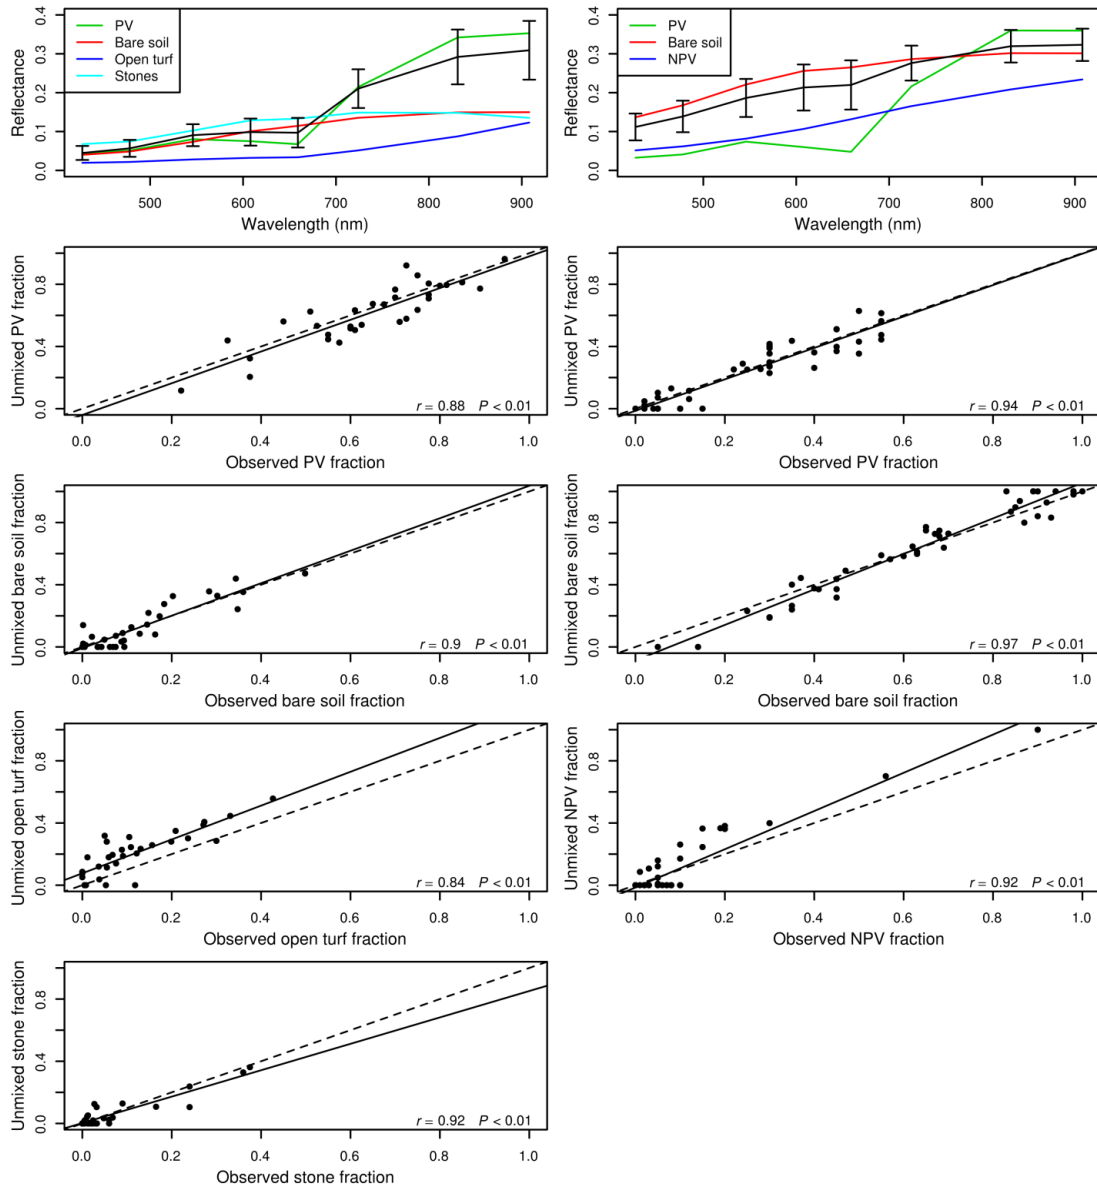 PV
Bare soil
Open turf
Stones
0.0 0.1 0.2 0.3 0.4
Reflectance
500 600 700 800 900
Wavelength (nm)
PV
Bare soil
NPV
0.0 0.1 0.2 0.3 0.4
Reflectance
500 600 700 800 900
Wavelength (nm)
0.0 0.4 0.8
Unmixed PV fraction
r = 0.88 P < 0.01
0.0 0.2 0.4 0.6 0.8 1.0
Observed PV fraction
0.0 0.4 0.8
Unmixed PV fraction
r = 0.94 P < 0.01
0.0 0.2 0.4 0.6 0.8 1.0
Observed PV fraction
0.0 0.4 0.8
Unmixed bare soil fraction
r = 0.9 P < 0.01
0.0 0.2 0.4 0.6 0.8 1.0
Observed bare soil fraction
0.0 0.4 0.8
Unmixed bare soil fraction
r = 0.97 P < 0.01
0.0 0.2 0.4 0.6 0.8 1.0
Observed bare soil fraction
0.0 0.4 0.8
Unmixed open turf fraction
r = 0.84 P < 0.01
0.0 0.2 0.4 0.6 0.8 1.0
Observed open turf fraction
0.0 0.4 0.8
Unmixed NPV fraction
r = 0.92 P < 0.01
0.0 0.2 0.4 0.6 0.8 1.0
Observed NPV fraction
0.0 0.4 0.8
Unmixed stone fraction
r = 0.92 P < 0.01
0.0 0.2 0.4 0.6 0.8 1.0
Observed stone fraction